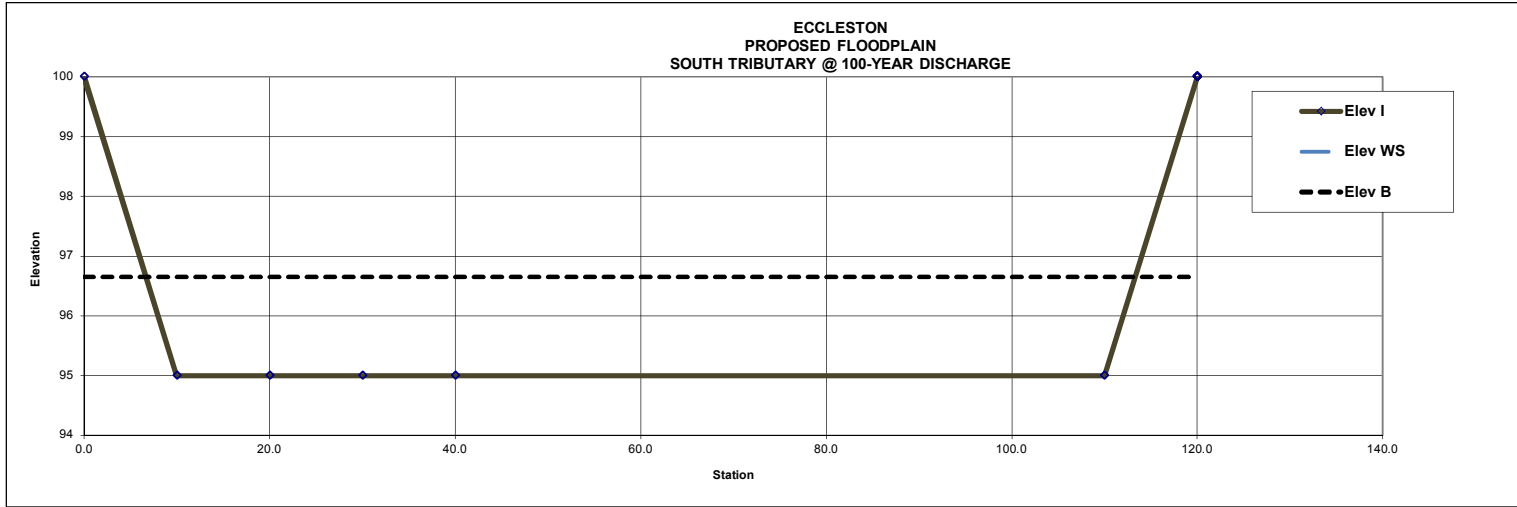 ECCLESTON
PROPOSED FLOODPLAIN
SOUTH TRIBUTARY @ 100-YEAR DISCHARGE
100
99
98
97
96
95
94
Elevation
0.0 20.0 40.0 60.0 80.0 100.0 120.0 140.0
Station
Elev I
Elev WS
Elev B